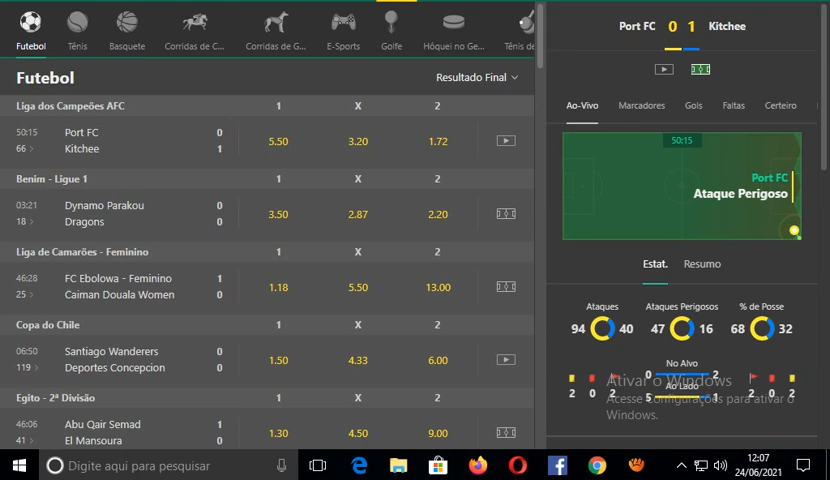 Futebol Tênis Basquete Corridas de C... Corridas de G... E-Sports Golfe Hóquei no Ge... Tênis de
Futebol Resultado Final
Liga dos Campeões AFC 1 X 2
50:15 Port FC 0
66 > Kitchee 1
5.50 3.20 1.72
Benim - Ligue 1 1 X 2
03:21 Dynamo Parakou 0
18 > Dragons 0
3.50 2.87 2.20
Liga de Camarões - Feminino 1 X 2
46:28 FC Ebolowa - Feminino 1
25 > Caiman Douala Women 0
1.18 5.50 13.00
Copa do Chile 1 X 2
06:50 Santiago Wanderers 0
119 > Deportes Concepcion 0
1.50 4.33 6.00
Egito - 2ª Divisão 1 X 2
46:06 Abu Qair Semad 1
41 > El Mansoura 0
1.30 4.50 9.00
Port FC 0 1 Kitchee
Ao-Vivo Marcadores Gols Faltas Certeiro
50:15
Port FC
Ataque Perigoso
Estat. Resumo
Ataques Ataques Perigosos % de Posse
94 40 47 16 68 32
No Alvo
0 2
Ao Lado
5 1
2 0 2 2 0 2
Ativar o Windows
Acesse Configurações para ativar o
Windows.
Digite aqui para pesquisar
12:07
24/06/2021